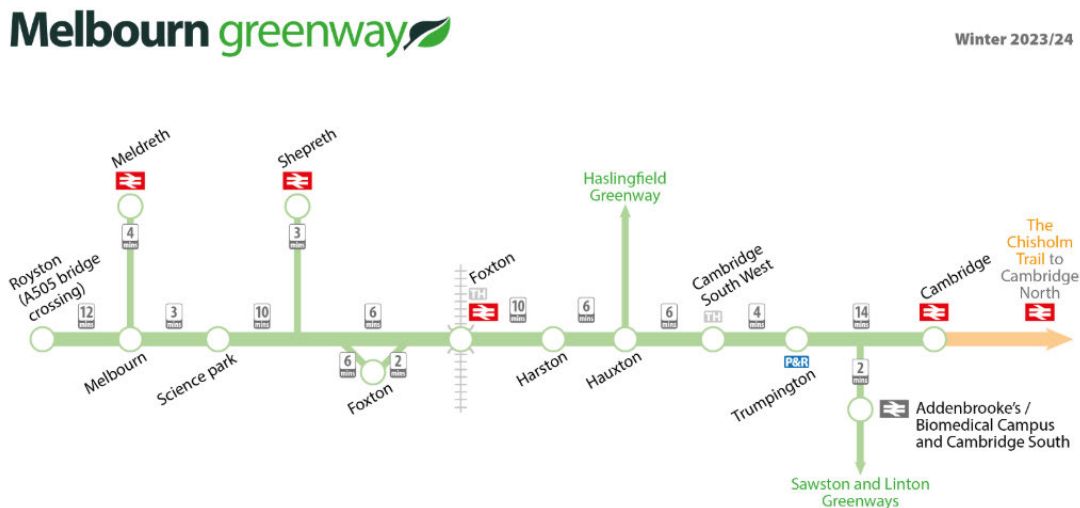 Melbourn greenway
Winter 2023/24
Meldreth
Shepreth
Haslingfield
Greenway
The
Chisholm
Trail to
Cambridge
North
Royston
(A505 bridge
crossing)
Foxton
TH
Cambridge
South West
TH
Cambridge
4
mins
3
mins
12
mins
3
mins
10
mins
6
mins
10
mins
6
mins
6
mins
4
mins
14
mins
Melbourn
Science park
6
mins
2
mins
Foxton
Harston
Hauxton
P&R
Trumpington
2
mins
Addenbrooke's /
Biomedical Campus
and Cambridge South
Sawston and Linton
Greenways